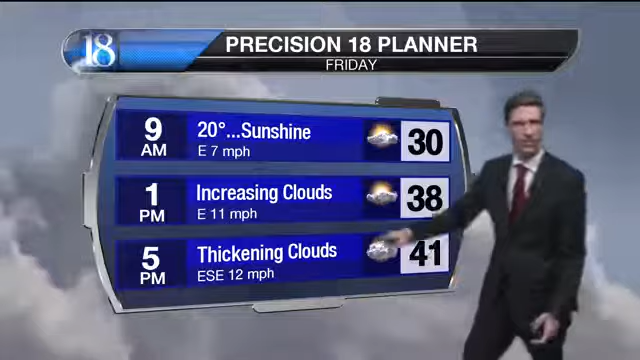 18
PRECISION 18 PLANNER
FRIDAY
9 AM
20°...Sunshine
E 7 mph
30
1 PM
Increasing Clouds
E 11 mph
38
5 PM
Thickening Clouds
ESE 12 mph
41